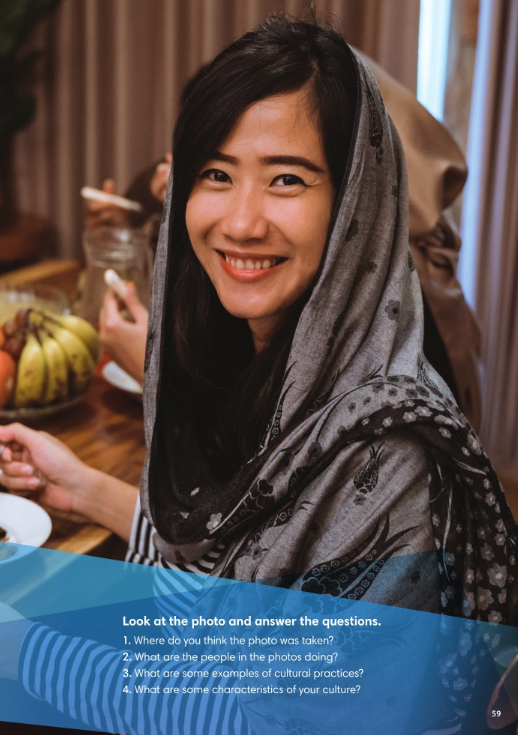 Look at the photo and answer the questions.
1. Where do you think the photo was taken?
2. What are the people in the photos doing?
3. What are some examples of cultural practices?
4. What are some characteristics of your culture?
59